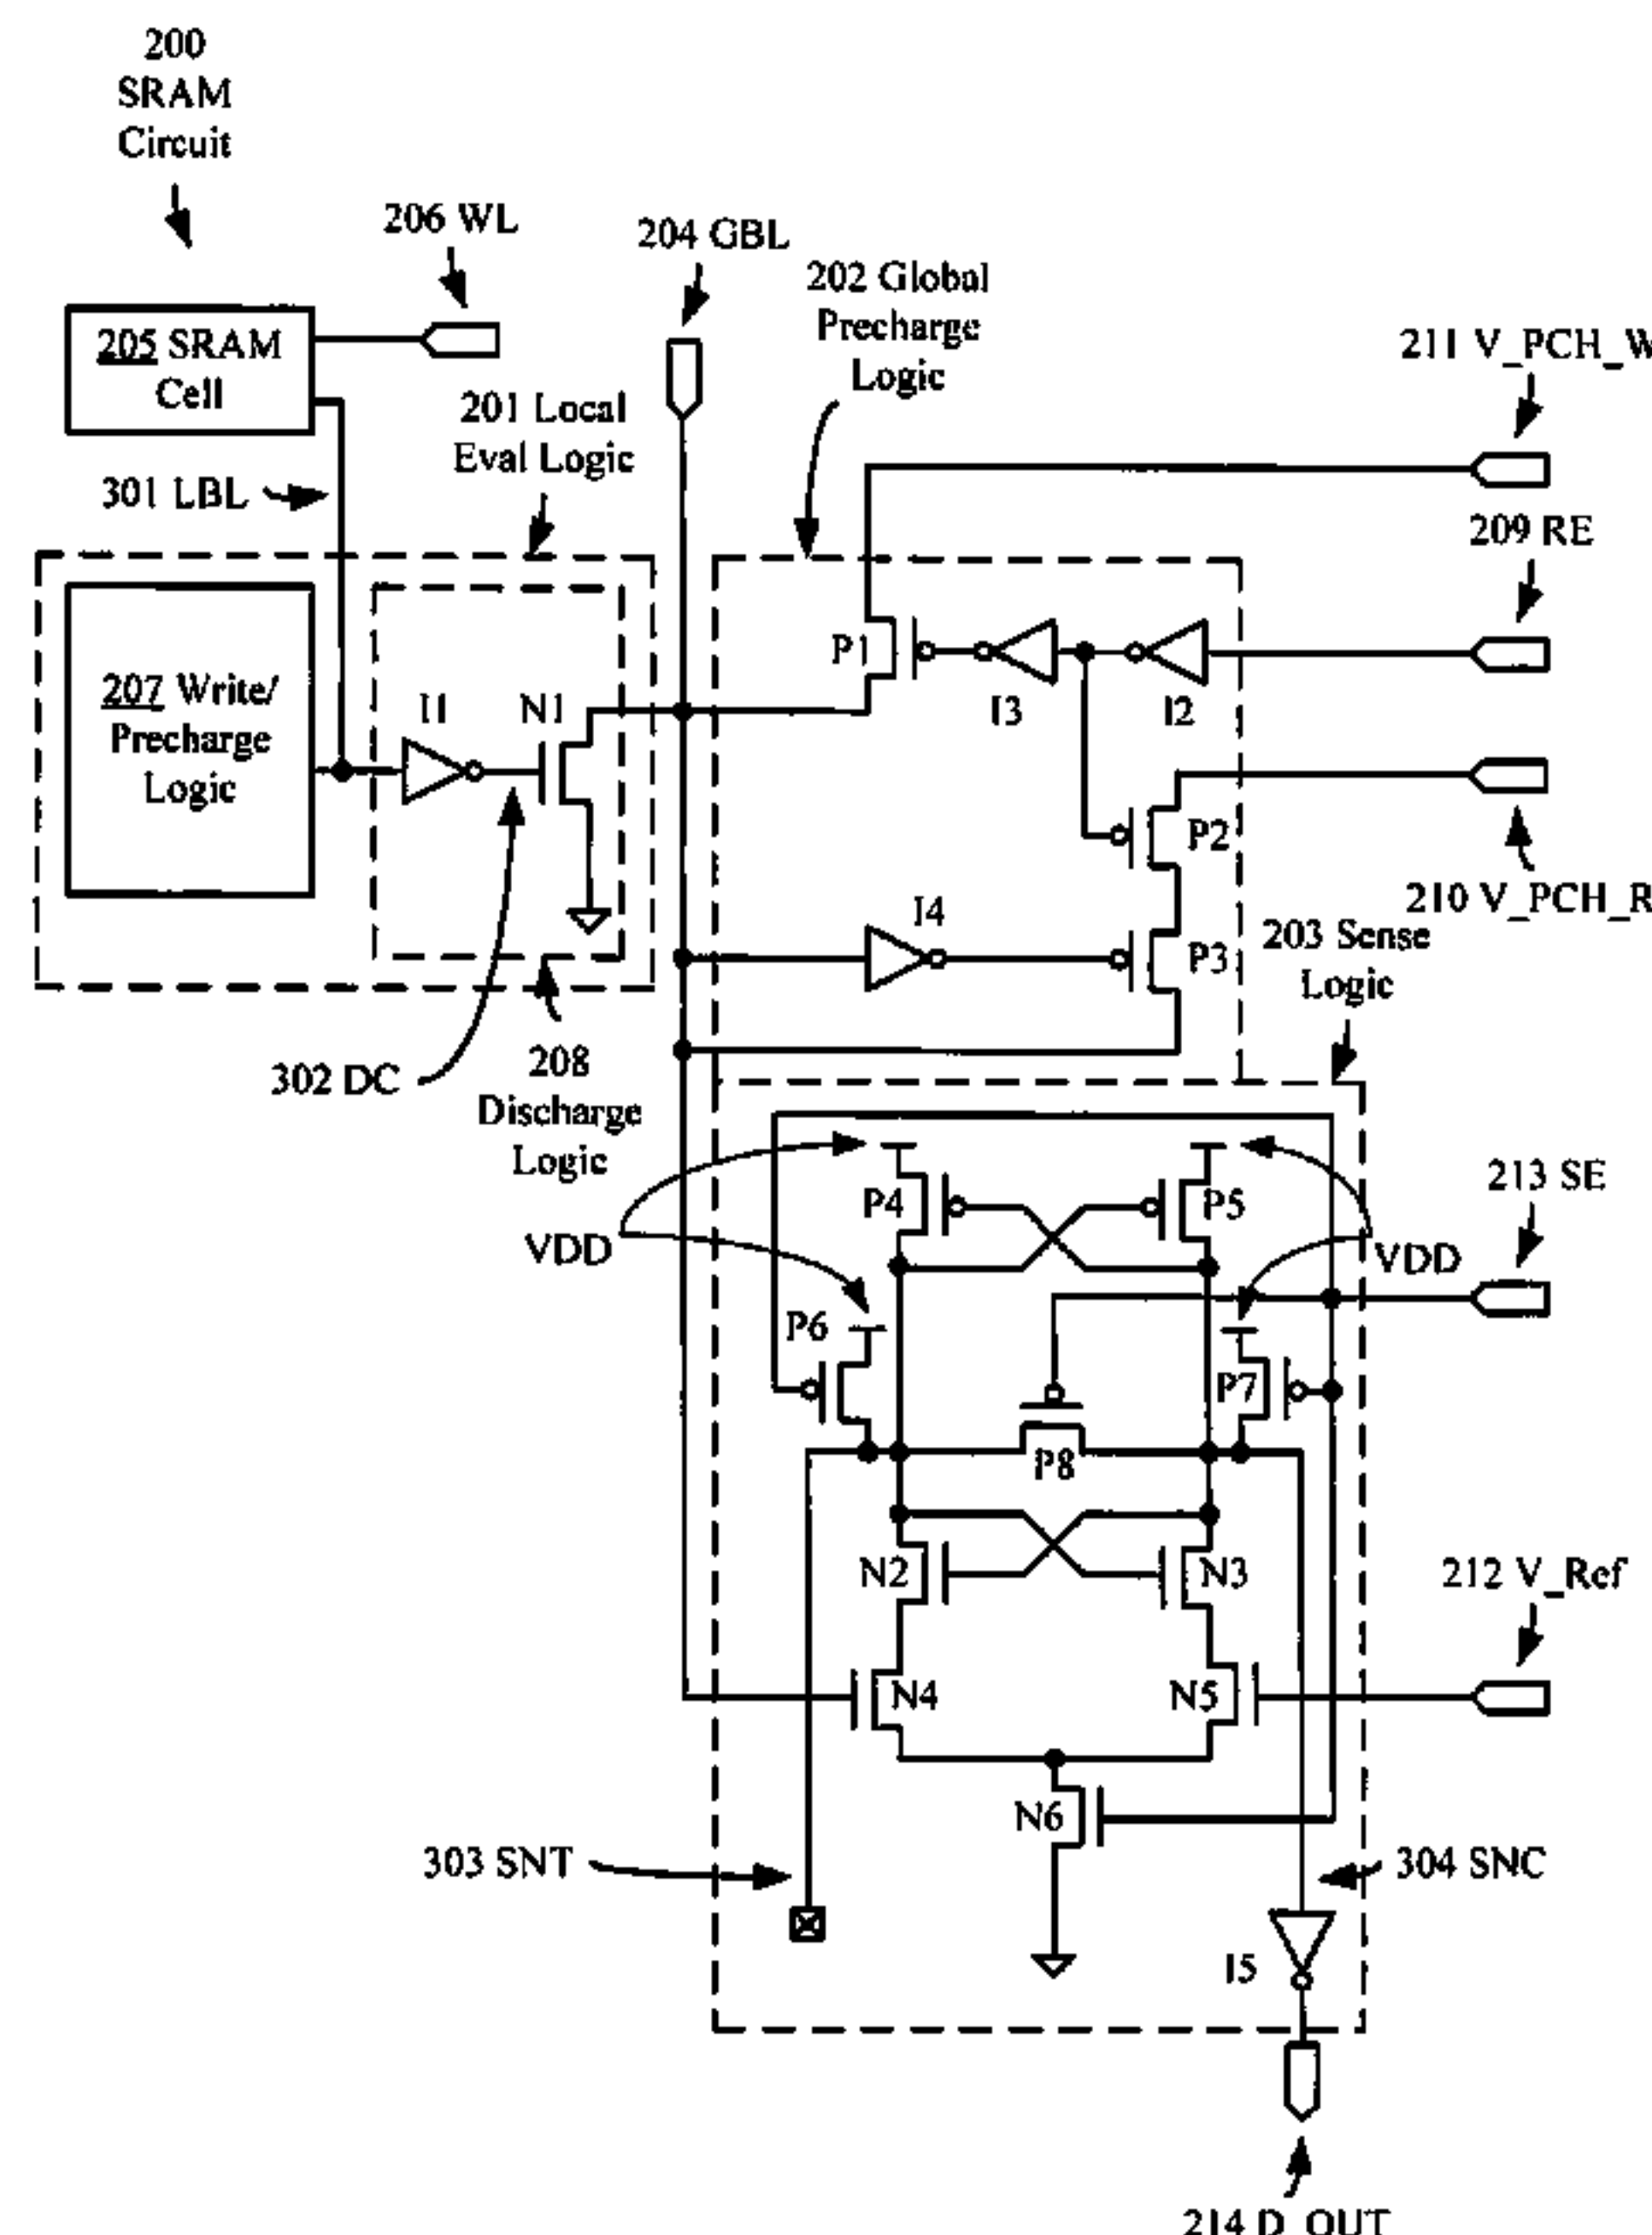 200
SRAM
Circuit
206 WL
204 GBL
202 Global
Precharge
Logic
211 V_PCH_W
205 SRAM
Cell
201 Local
Eval Logic
301 LBL
209 RE
207 Write/
Precharge
Logic
I1
N1
P1
I3
I2
P2
210 V_PCH_R
I4
P3
203 Sense
Logic
302 DC
208
Discharge
Logic
213 SE
P4
P5
VDD
VDD
P6
P7
P8
N2
N3
212 V_Ref
N4
N5
N6
303 SNT
304 SNC
I5
214 D_OUT